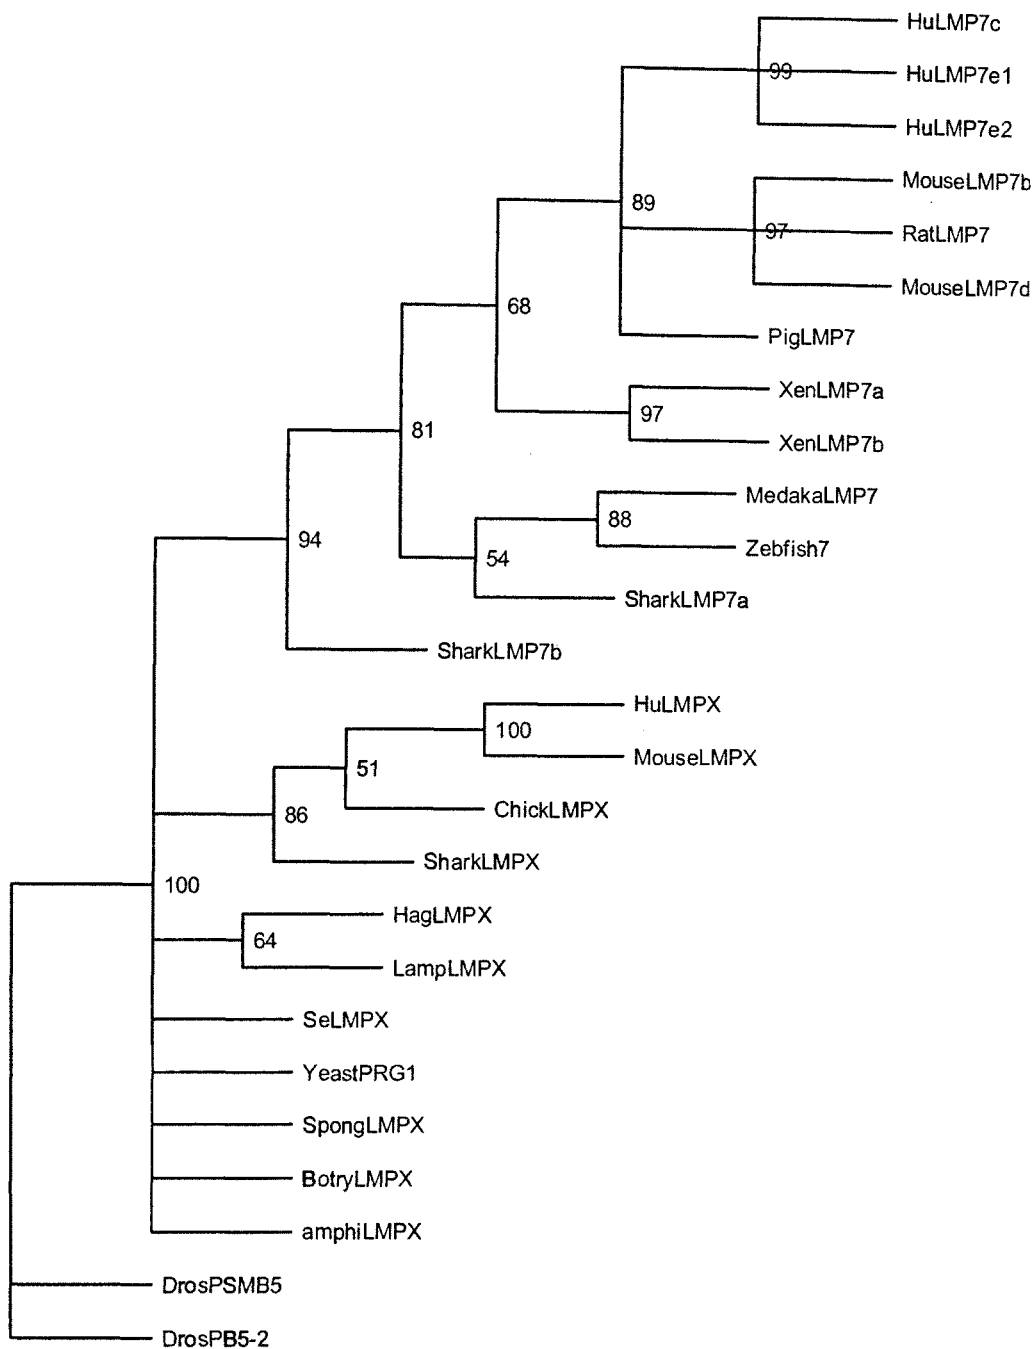 HuLMP7c
99
HuLMP7e1
HuLMP7e2
MouseLMP7b
89
97
RatLMP7
MouseLMP7d
68
PigLMP7
XenLMP7a
97
81
XenLMP7b
MedakaLMP7
88
94
Zebfish7
54
SharkLMP7a
SharkLMP7b
HuLMPX
100
MouseLMPX
51
ChickLMPX
86
SharkLMPX
100
HagLMPX
64
LampLMPX
SeLMPX
YeastPRG1
SpongLMPX
BotryLMPX
amphiLMPX
DrosPSMB5
DrosPB5-2